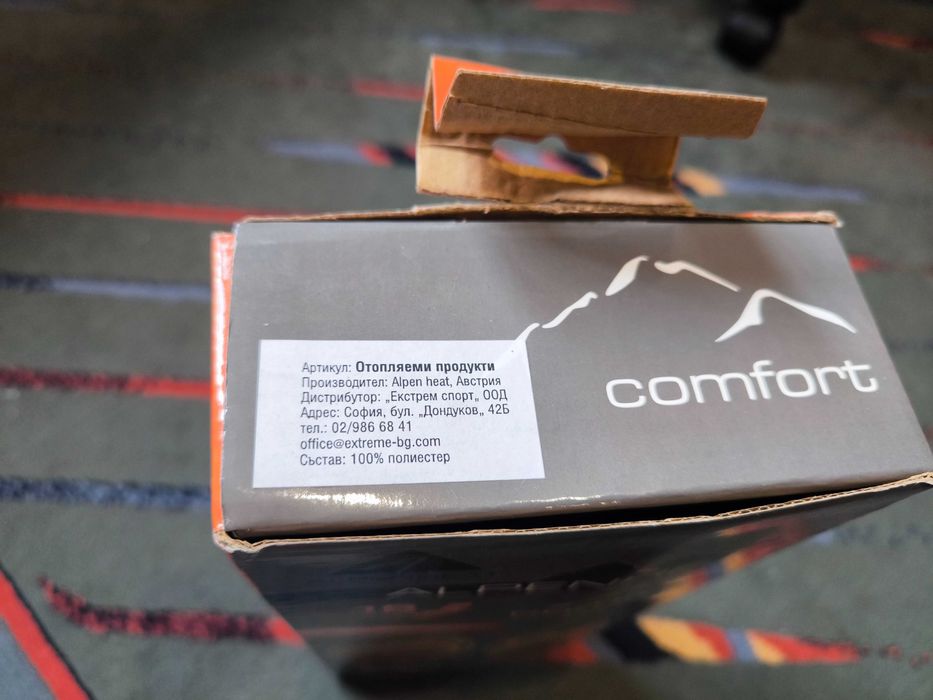 Артикул: Отопляеми продукти
Производител: Alpen heat, Австрия
Дистрибутор: „Екстрем спорт„ ООД
Адрес: София, бул. „Дондуков„ 42Б
тел.: 02/986 68 41
office@extreme-bg.com
Състав: 100% полиестер
comfort